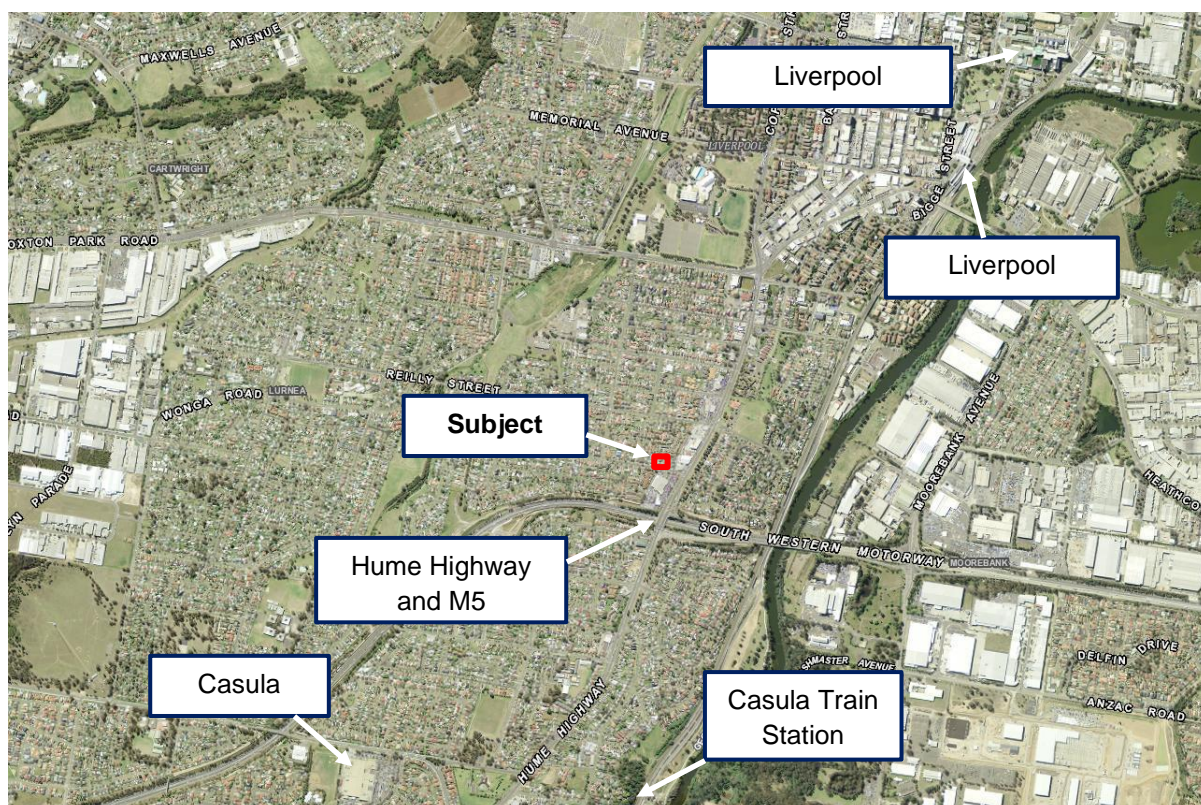 MAXWELLS AVENUE
Liverpool
MEMORIAL AVENUE
LIVERPOOL
BIGGE STREET
CARTWRIGHT
OXTON PARK ROAD
Liverpool
REILLY STREET
WONGA ROAD
LURNEA
MOOREBANK AVENUE
Subject
SOUTH WESTERN MOTORWAY
MOOREBANK
Hume Highway
and M5
DELFIN DRIVE
SHMASTER AVENUE
Casula
Casula Train
Station
ANZAC ROAD
HUME HIGHWAY